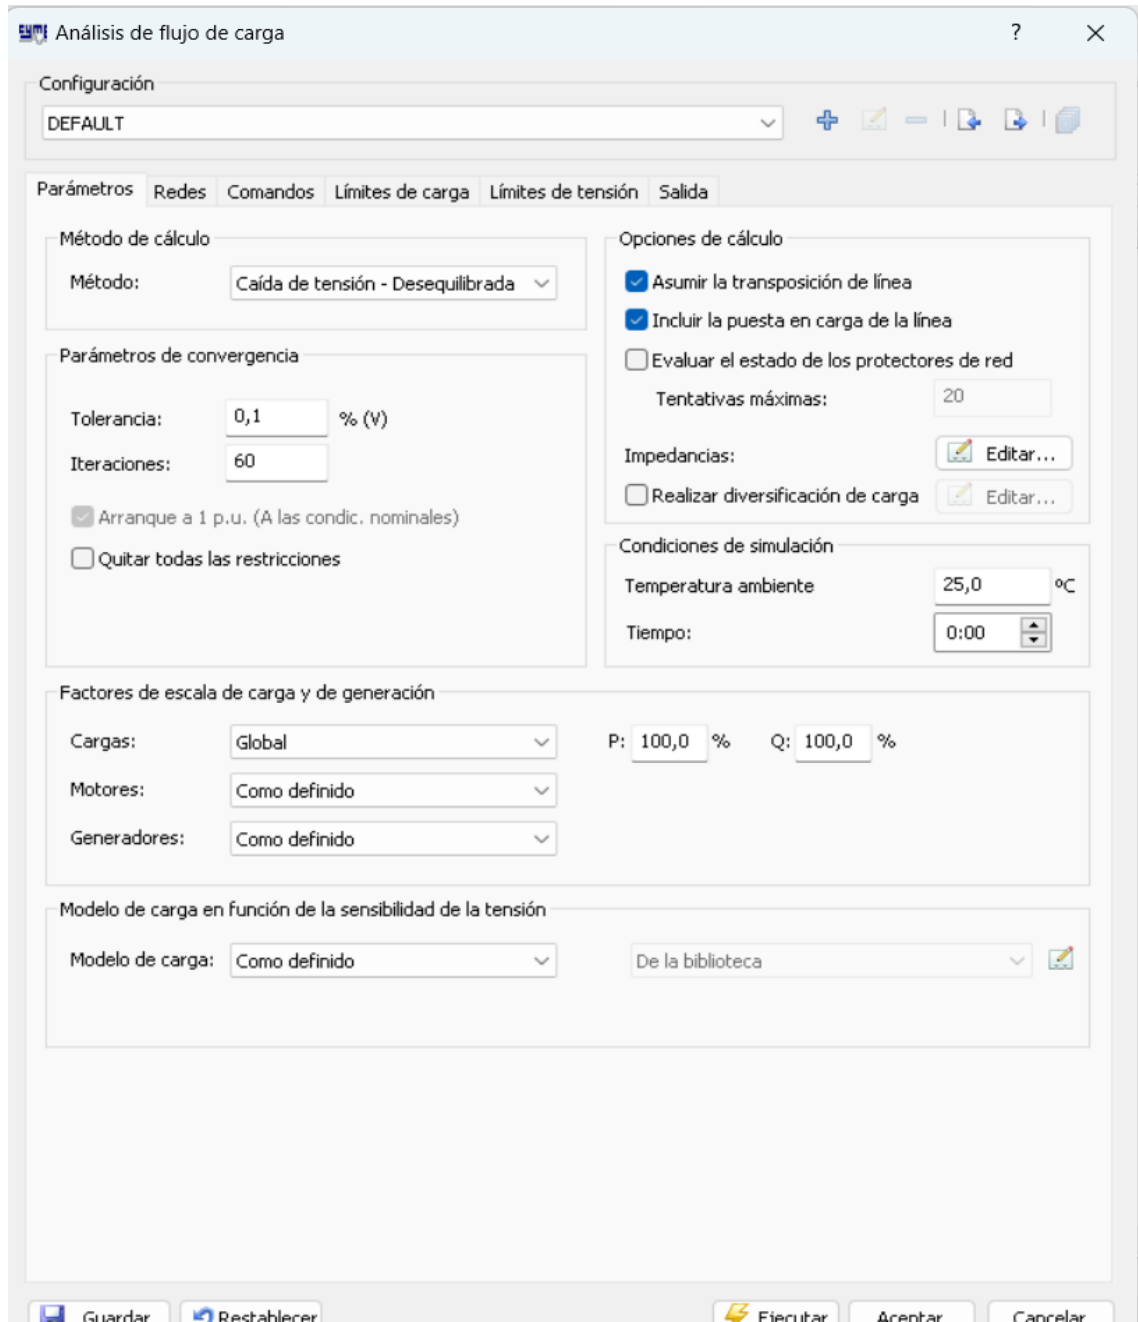 CYME Análisis de flujo de carga ?
Configuración
DEFAULT
Parámetros Redes Comandos Límites de carga Límites de tensión Salida
Método de cálculo
Método: Caída de tensión - Desequilibrada
Parámetros de convergencia
Tolerancia: 0,1 % (V)
Iteraciones: 60
Arranque a 1 p.u. (A las condic. nominales)
Quitar todas las restricciones
Opciones de cálculo
Asumir la transposición de línea
Incluir la puesta en carga de la línea
Evaluar el estado de los protectores de red
Tentativas máximas: 20
Impedancias: Editar...
Realizar diversificación de carga Editar...
Condiciones de simulación
Temperatura ambiente 25,0 ºC
Tiempo: 0:00
Factores de escala de carga y de generación
Cargas: Global P: 100,0 % Q: 100,0 %
Motores: Como definido
Generadores: Como definido
Modelo de carga en función de la sensibilidad de la tensión
Modelo de carga: Como definido De la biblioteca
Guardar Restablecer Ejecutar Aceptar Cancelar